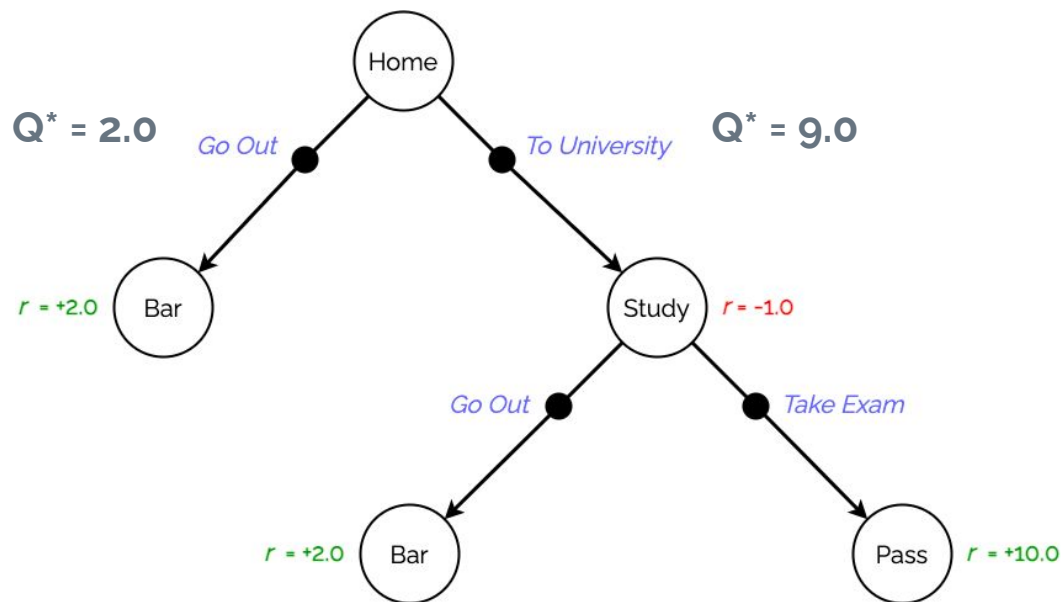 Home
Q* = 2.0
Go Out
To University
Q* = 9.0
r = +2.0
Bar
Study
r = -1.0
Go Out
Take Exam
r = +2.0
Bar
Pass
r = +10.0